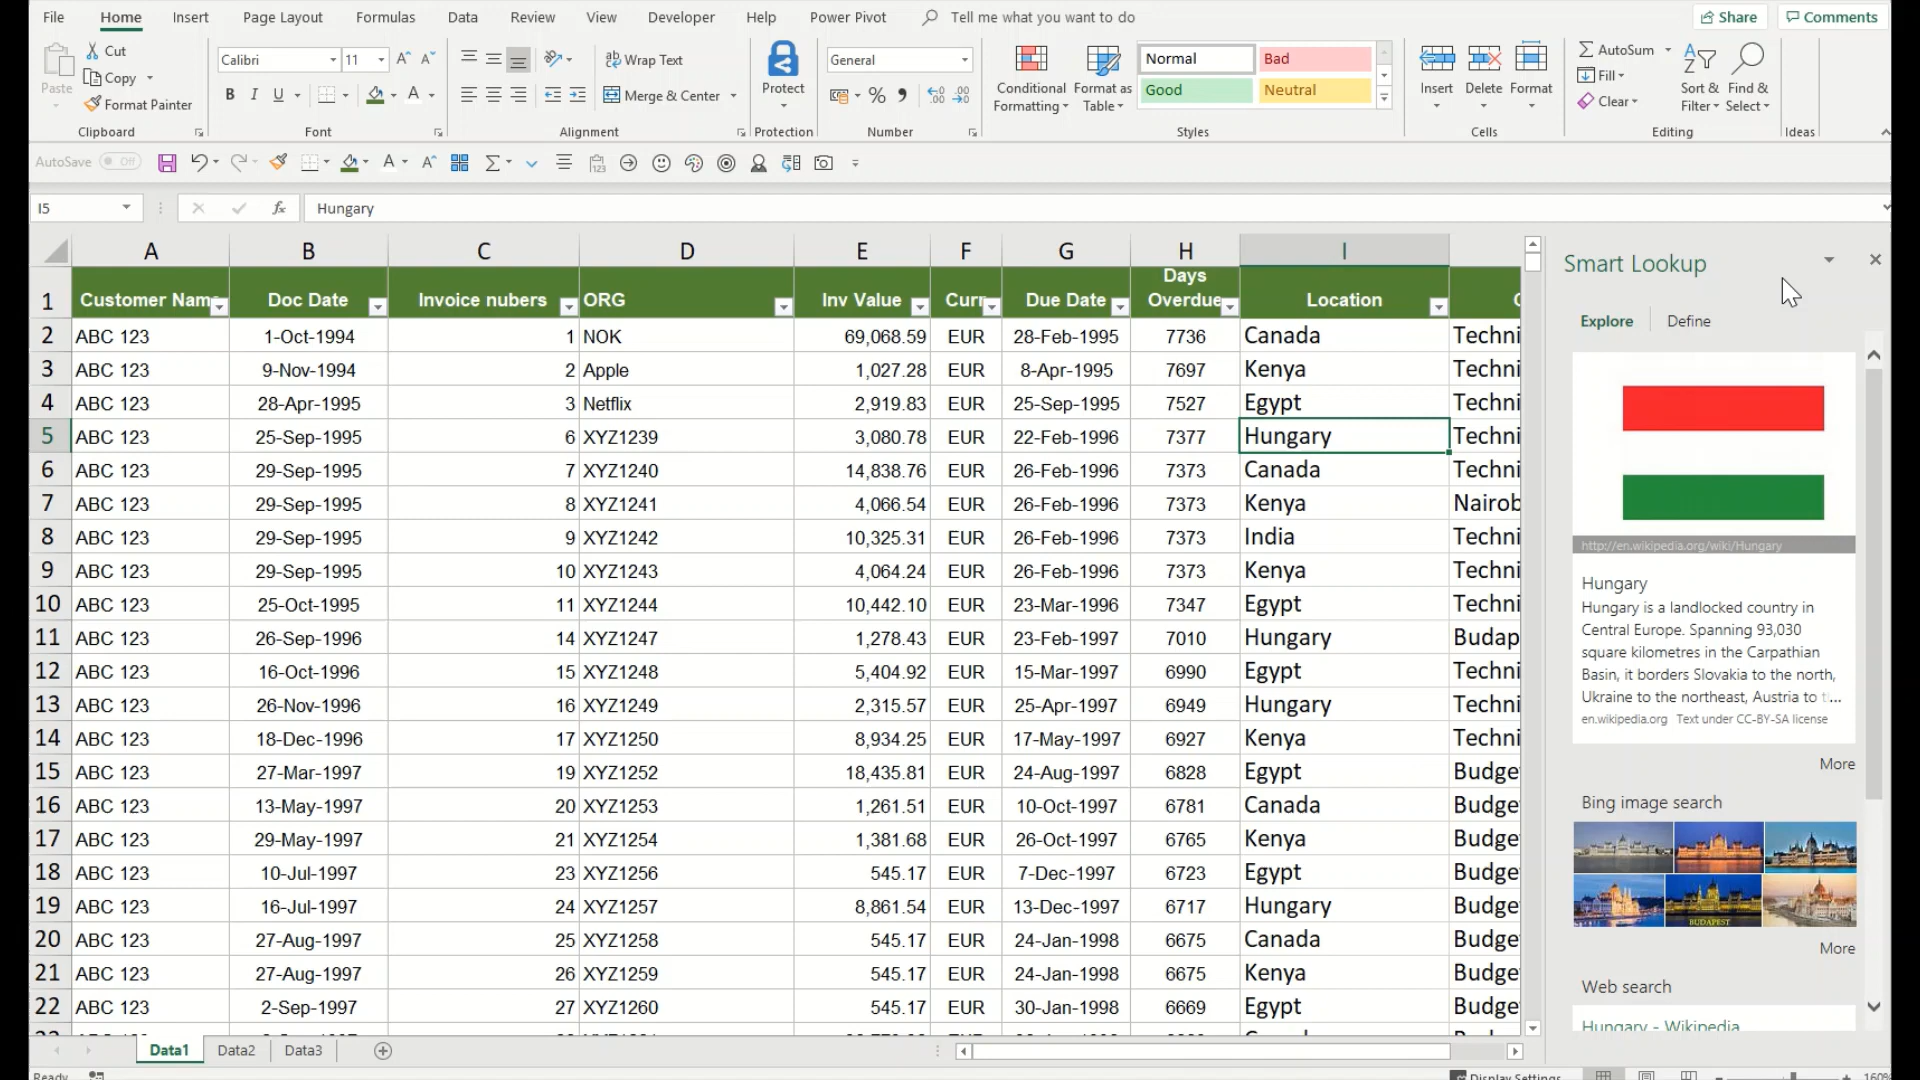 File Home Insert Page Layout Formulas Data Review View Developer Help Power Pivot Tell me what you want to do Share Comments
Paste Cut Copy Format Painter Clipboard
Calibri 11 B I U A Font
Wrap Text Merge & Center Alignment
Protect Protection
General % Number
Conditional Formatting Format as Table Normal Bad Good Neutral Styles
Insert Delete Format Cells
AutoSum Fill Clear Sort & Filter Find & Select Editing Ideas
AutoSave Off
I5 fx Hungary
A B C D E F G H I
1 Customer Nam Doc Date Invoice nubers ORG Inv Value Curr Due Date Days Overdue Location
2 ABC 123 1-Oct-1994 1 NOK 69,068.59 EUR 28-Feb-1995 7736 Canada Techni
3 ABC 123 9-Nov-1994 2 Apple 1,027.28 EUR 8-Apr-1995 7697 Kenya Techni
4 ABC 123 28-Apr-1995 3 Netflix 2,919.83 EUR 25-Sep-1995 7527 Egypt Techni
5 ABC 123 25-Sep-1995 6 XYZ1239 3,080.78 EUR 22-Feb-1996 7377 Hungary Techni
6 ABC 123 29-Sep-1995 7 XYZ1240 14,838.76 EUR 26-Feb-1996 7373 Canada Techni
7 ABC 123 29-Sep-1995 8 XYZ1241 4,066.54 EUR 26-Feb-1996 7373 Kenya Nairob
8 ABC 123 29-Sep-1995 9 XYZ1242 10,325.31 EUR 26-Feb-1996 7373 India Techni
9 ABC 123 29-Sep-1995 10 XYZ1243 4,064.24 EUR 26-Feb-1996 7373 Kenya Techni
10 ABC 123 25-Oct-1995 11 XYZ1244 10,442.10 EUR 23-Mar-1996 7347 Egypt Techni
11 ABC 123 26-Sep-1996 14 XYZ1247 1,278.43 EUR 23-Feb-1997 7010 Hungary Budap
12 ABC 123 16-Oct-1996 15 XYZ1248 5,404.92 EUR 15-Mar-1997 6990 Egypt Techni
13 ABC 123 26-Nov-1996 16 XYZ1249 2,315.57 EUR 25-Apr-1997 6949 Hungary Techni
14 ABC 123 18-Dec-1996 17 XYZ1250 8,934.25 EUR 17-May-1997 6927 Kenya Techni
15 ABC 123 27-Mar-1997 19 XYZ1252 18,435.81 EUR 24-Aug-1997 6828 Egypt Budge
16 ABC 123 13-May-1997 20 XYZ1253 1,261.51 EUR 10-Oct-1997 6781 Canada Budge
17 ABC 123 29-May-1997 21 XYZ1254 1,381.68 EUR 26-Oct-1997 6765 Kenya Budge
18 ABC 123 10-Jul-1997 23 XYZ1256 545.17 EUR 7-Dec-1997 6723 Egypt Budge
19 ABC 123 16-Jul-1997 24 XYZ1257 8,861.54 EUR 13-Dec-1997 6717 Hungary Budge
20 ABC 123 27-Aug-1997 25 XYZ1258 545.17 EUR 24-Jan-1998 6675 Canada Budge
21 ABC 123 27-Aug-1997 26 XYZ1259 545.17 EUR 24-Jan-1998 6675 Kenya Budge
22 ABC 123 2-Sep-1997 27 XYZ1260 545.17 EUR 30-Jan-1998 6669 Egypt Budge
Smart Lookup
Explore Define
http://en.wikipedia.org/wiki/Hungary
Hungary
Hungary is a landlocked country in
Central Europe. Spanning 93,030
square kilometres in the Carpathian
Basin, it borders Slovakia to the north,
Ukraine to the northeast, Austria to t...
en.wikipedia.org Text under CC-BY-SA license
More
Bing image search
BUDAPEST
More
Web search
Hungary - Wikipedia
Data1 Data2 Data3
Ready Display Settings 160%